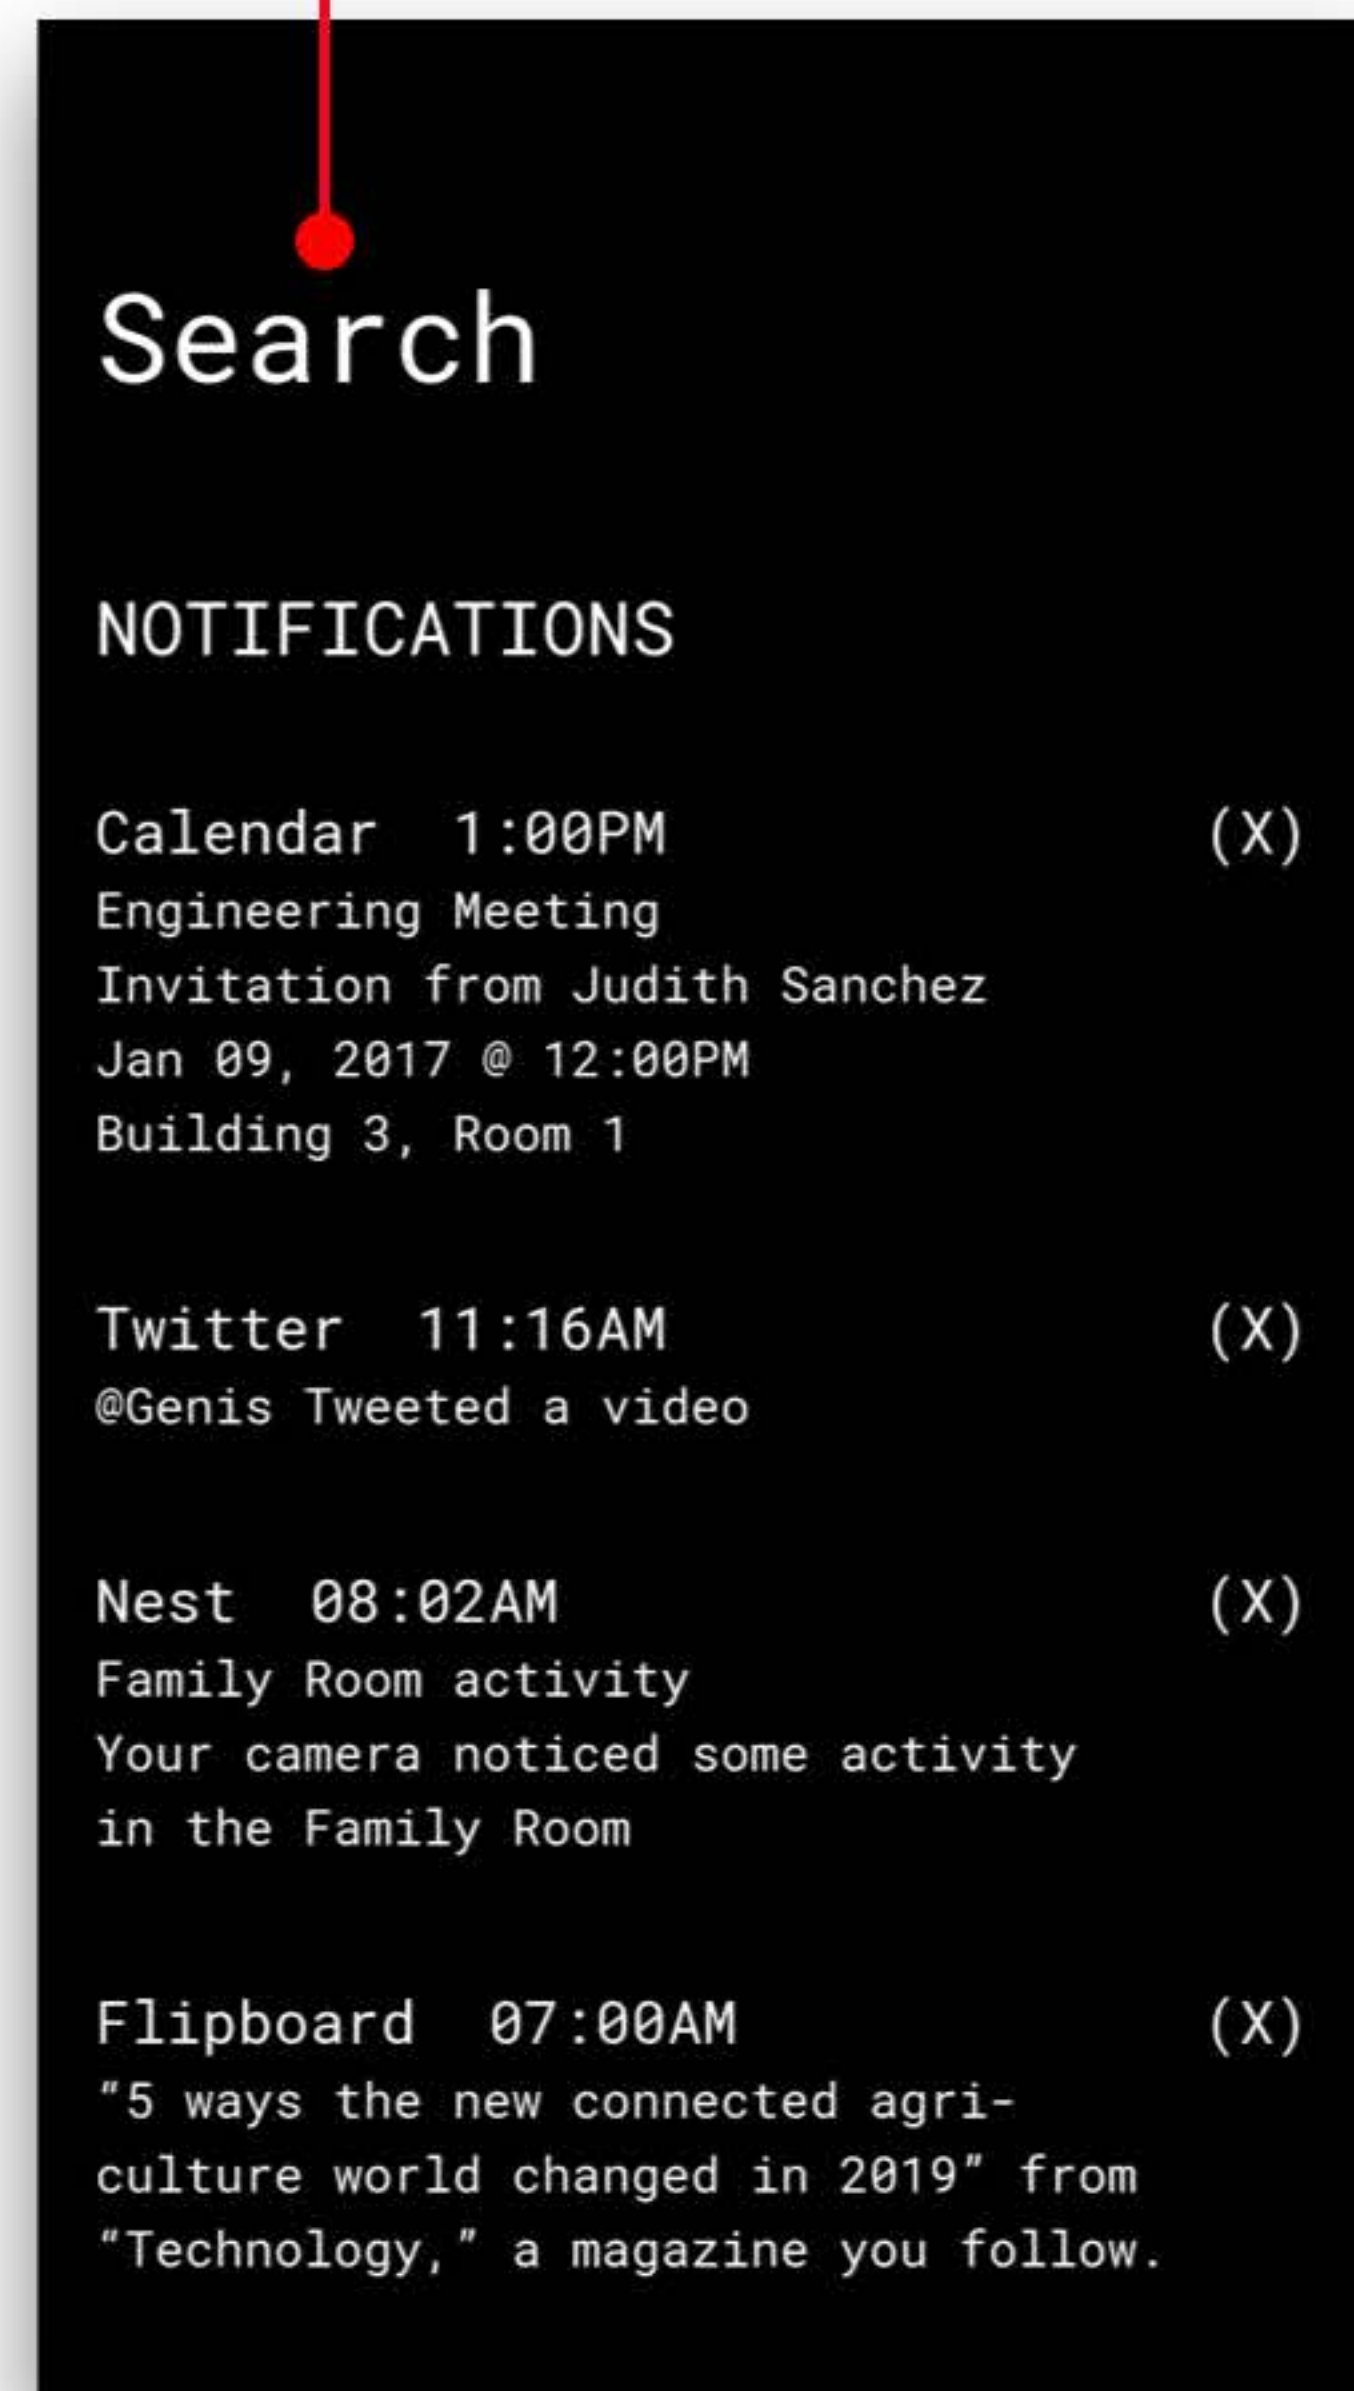 Search
NOTIFICATIONS
Calendar 1:00PM (X)
Engineering Meeting
Invitation from Judith Sanchez
Jan 09, 2017 @ 12:00PM
Building 3, Room 1
Twitter 11:16AM (X)
@Genis Tweeted a video
Nest 08:02AM (X)
Family Room activity
Your camera noticed some activity
in the Family Room
Flipboard 07:00AM (X)
“5 ways the new connected agri-
culture world changed in 2019” from
“Technology,” a magazine you follow.